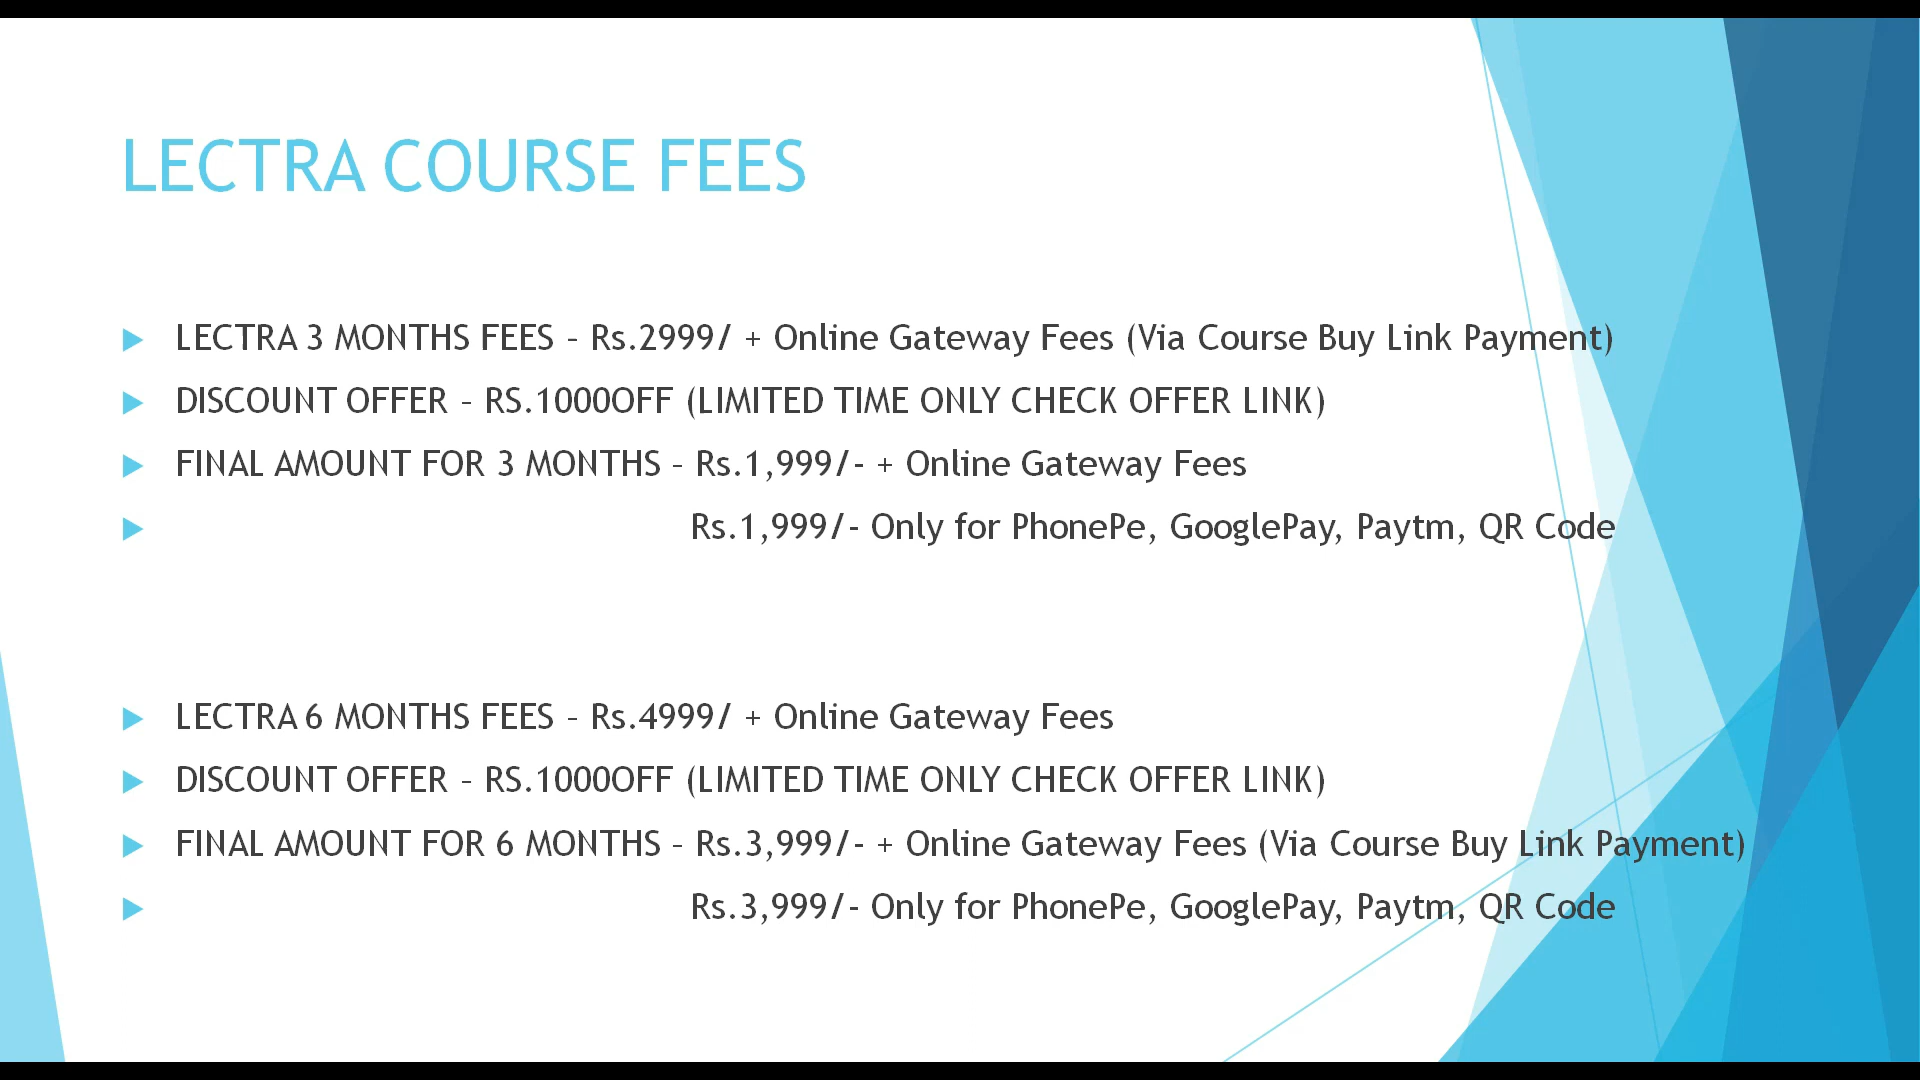 LECTRA COURSE FEES
LECTRA 3 MONTHS FEES – Rs.2999/ + Online Gateway Fees (Via Course Buy Link Payment)
DISCOUNT OFFER – RS.1000OFF (LIMITED TIME ONLY CHECK OFFER LINK)
FINAL AMOUNT FOR 3 MONTHS – Rs.1,999/- + Online Gateway Fees
Rs.1,999/- Only for PhonePe, GooglePay, Paytm, QR Code
LECTRA 6 MONTHS FEES – Rs.4999/ + Online Gateway Fees
DISCOUNT OFFER – RS.1000OFF (LIMITED TIME ONLY CHECK OFFER LINK)
FINAL AMOUNT FOR 6 MONTHS – Rs.3,999/- + Online Gateway Fees (Via Course Buy Link Payment)
Rs.3,999/- Only for PhonePe, GooglePay, Paytm, QR Code